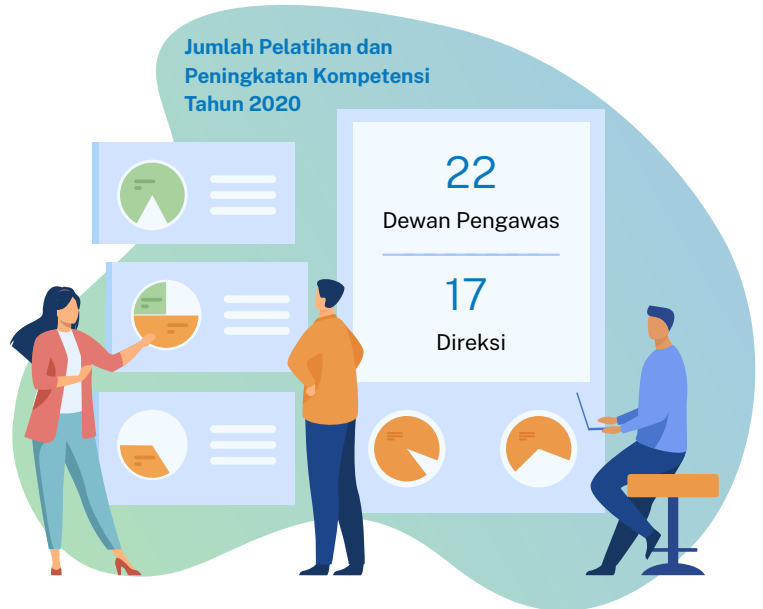 Jumlah Pelatihan dan
Peningkatan Kompetensi
Tahun 2020
22
Dewan Pengawas
17
Direksi